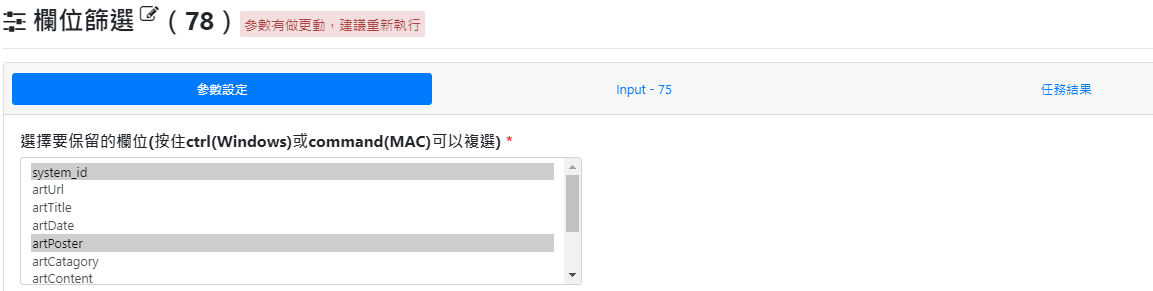 欄位篩選 ( 78 ) 參數有做更動，建議重新執行
參數設定 Input - 75 任務結果
選擇要保留的欄位(按住ctrl(Windows)或command(MAC)可以複選) *
system_id
artUrl
artTitle
artDate
artPoster
artCatagory
artContent